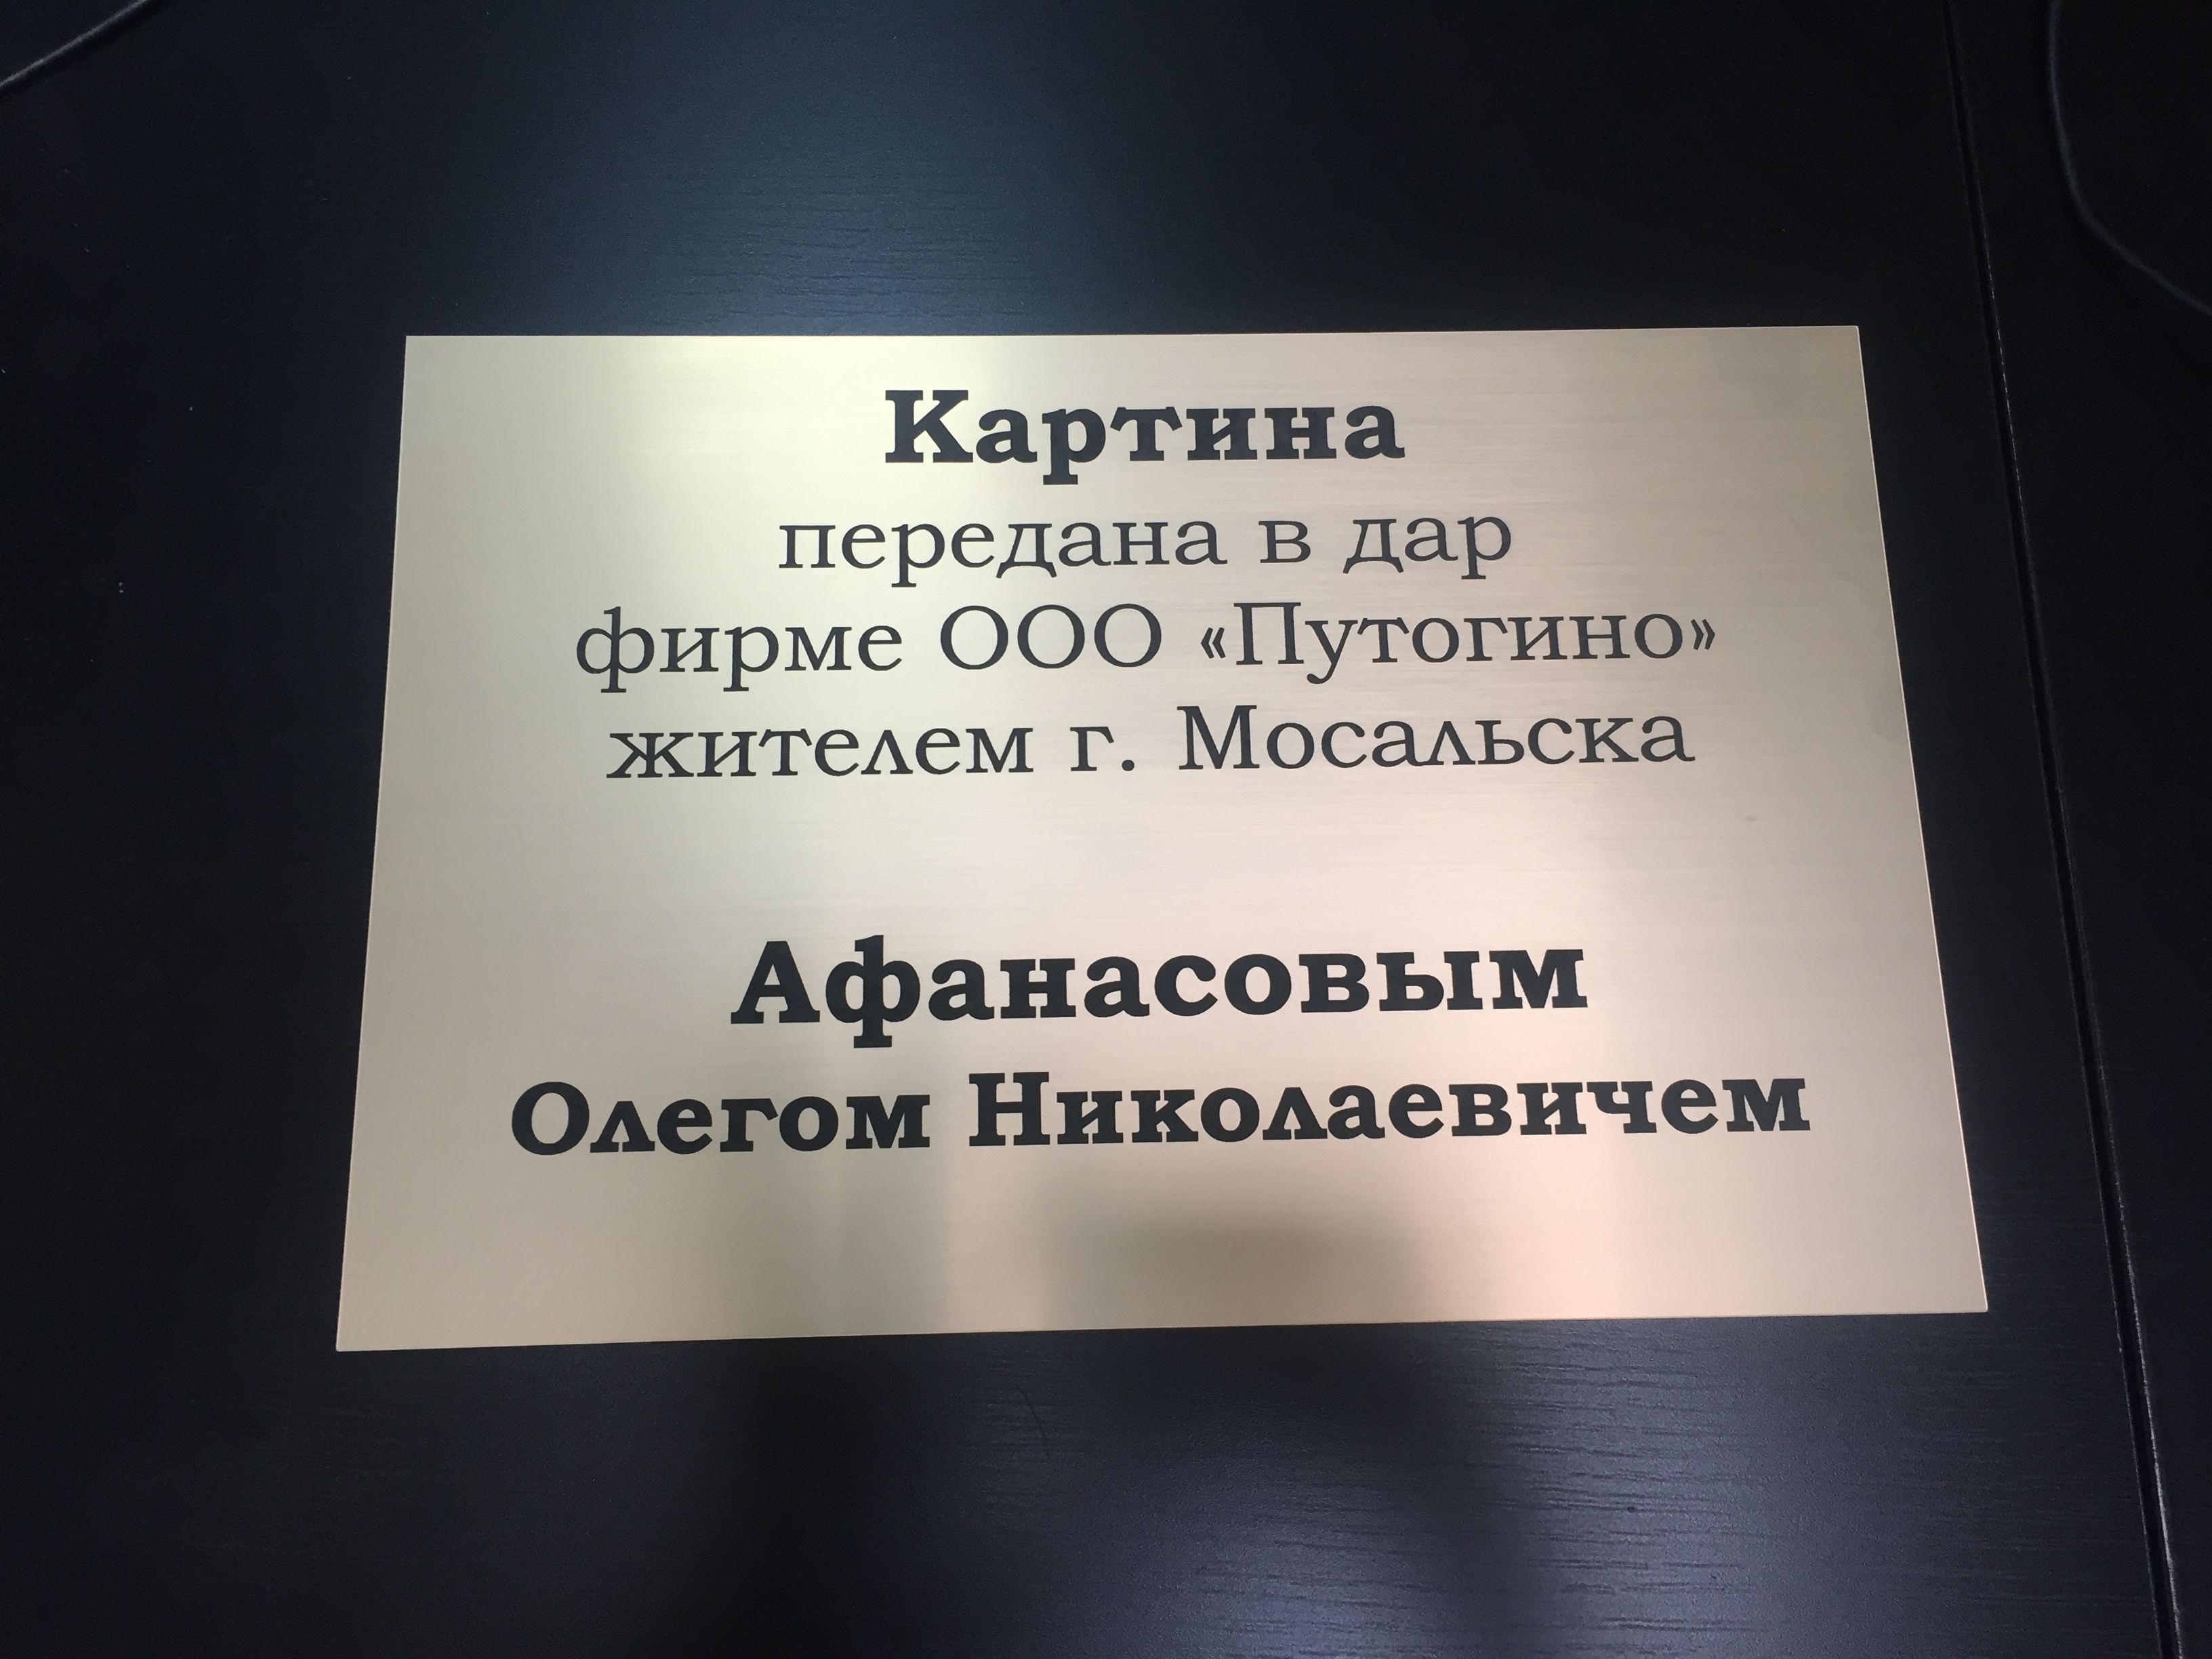 Картина
передана в дар
фирме ООО «Путогино»
жителем г. Мосальска
Афанасовым
Олегом Николаевичем